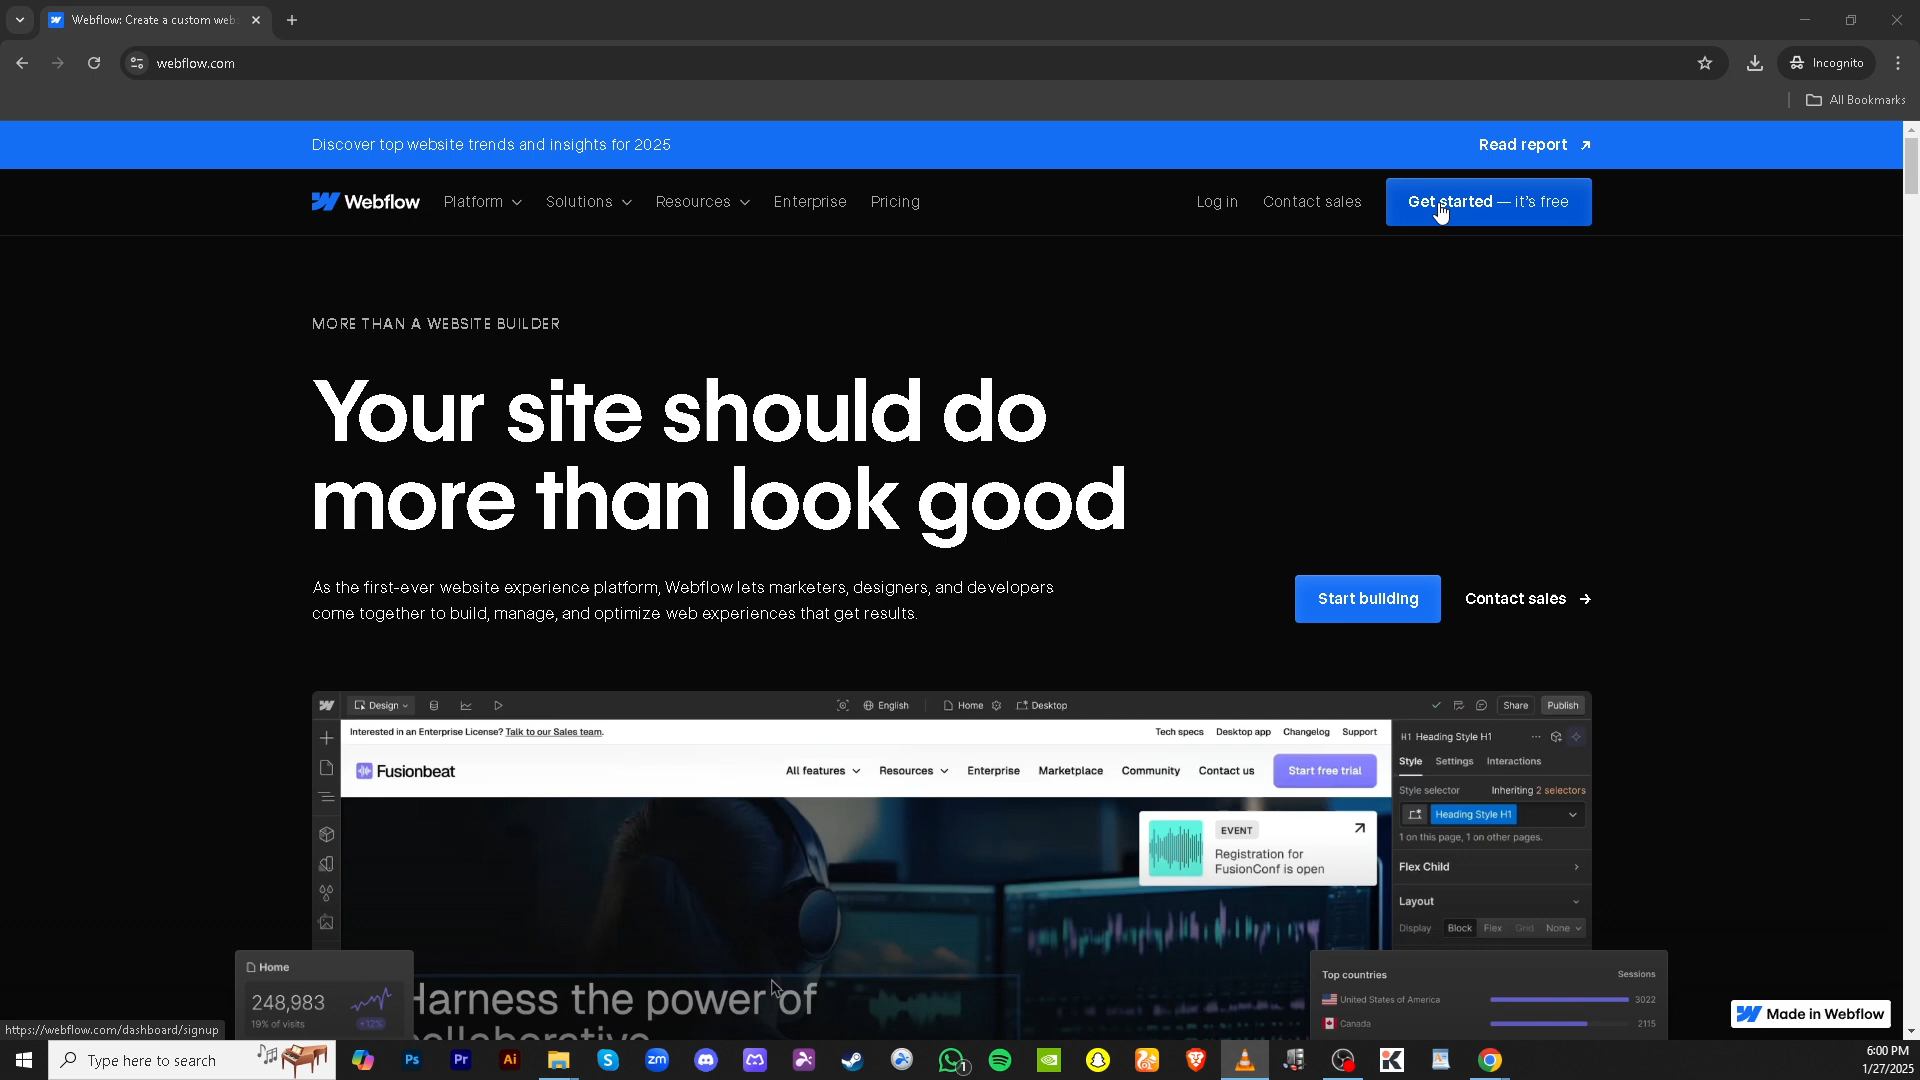 Webflow: Create a custom web
webflow.com
Incognito
All Bookmarks
Discover top website trends and insights for 2025
Read report
Webflow
Platform
Solutions
Resources
Enterprise
Pricing
Log in
Contact sales
Get started — it's free
MORE THAN A WEBSITE BUILDER
Your site should do
more than look good
As the first-ever website experience platform, Webflow lets marketers, designers, and developers
come together to build, manage, and optimize web experiences that get results.
Start building
Contact sales
Design
English
Home
Desktop
Share
Publish
Interested in an Enterprise License? Talk to our Sales team.
Tech specs
Desktop app
Changelog
Support
Fusionbeat
All features
Resources
Enterprise
Marketplace
Community
Contact us
Start free trial
H1 Heading Style H1
Style
Settings
Interactions
Style selector
Inheriting 2 selectors
Heading Style H1
1 on this page, 1 on other pages.
EVENT
Registration for
FusionConf is open
Flex Child
Layout
Display
Block
Flex
Grid
None
Home
248,983
19% of visits
+12%
Harness the power of
collaborative
Top countries
Sessions
United States of America
3022
Canada
2115
Made in Webflow
https://webflow.com/dashboard/signup
Type here to search
Ps
Pr
Ai
zm
1
6:00 PM
1/27/2025